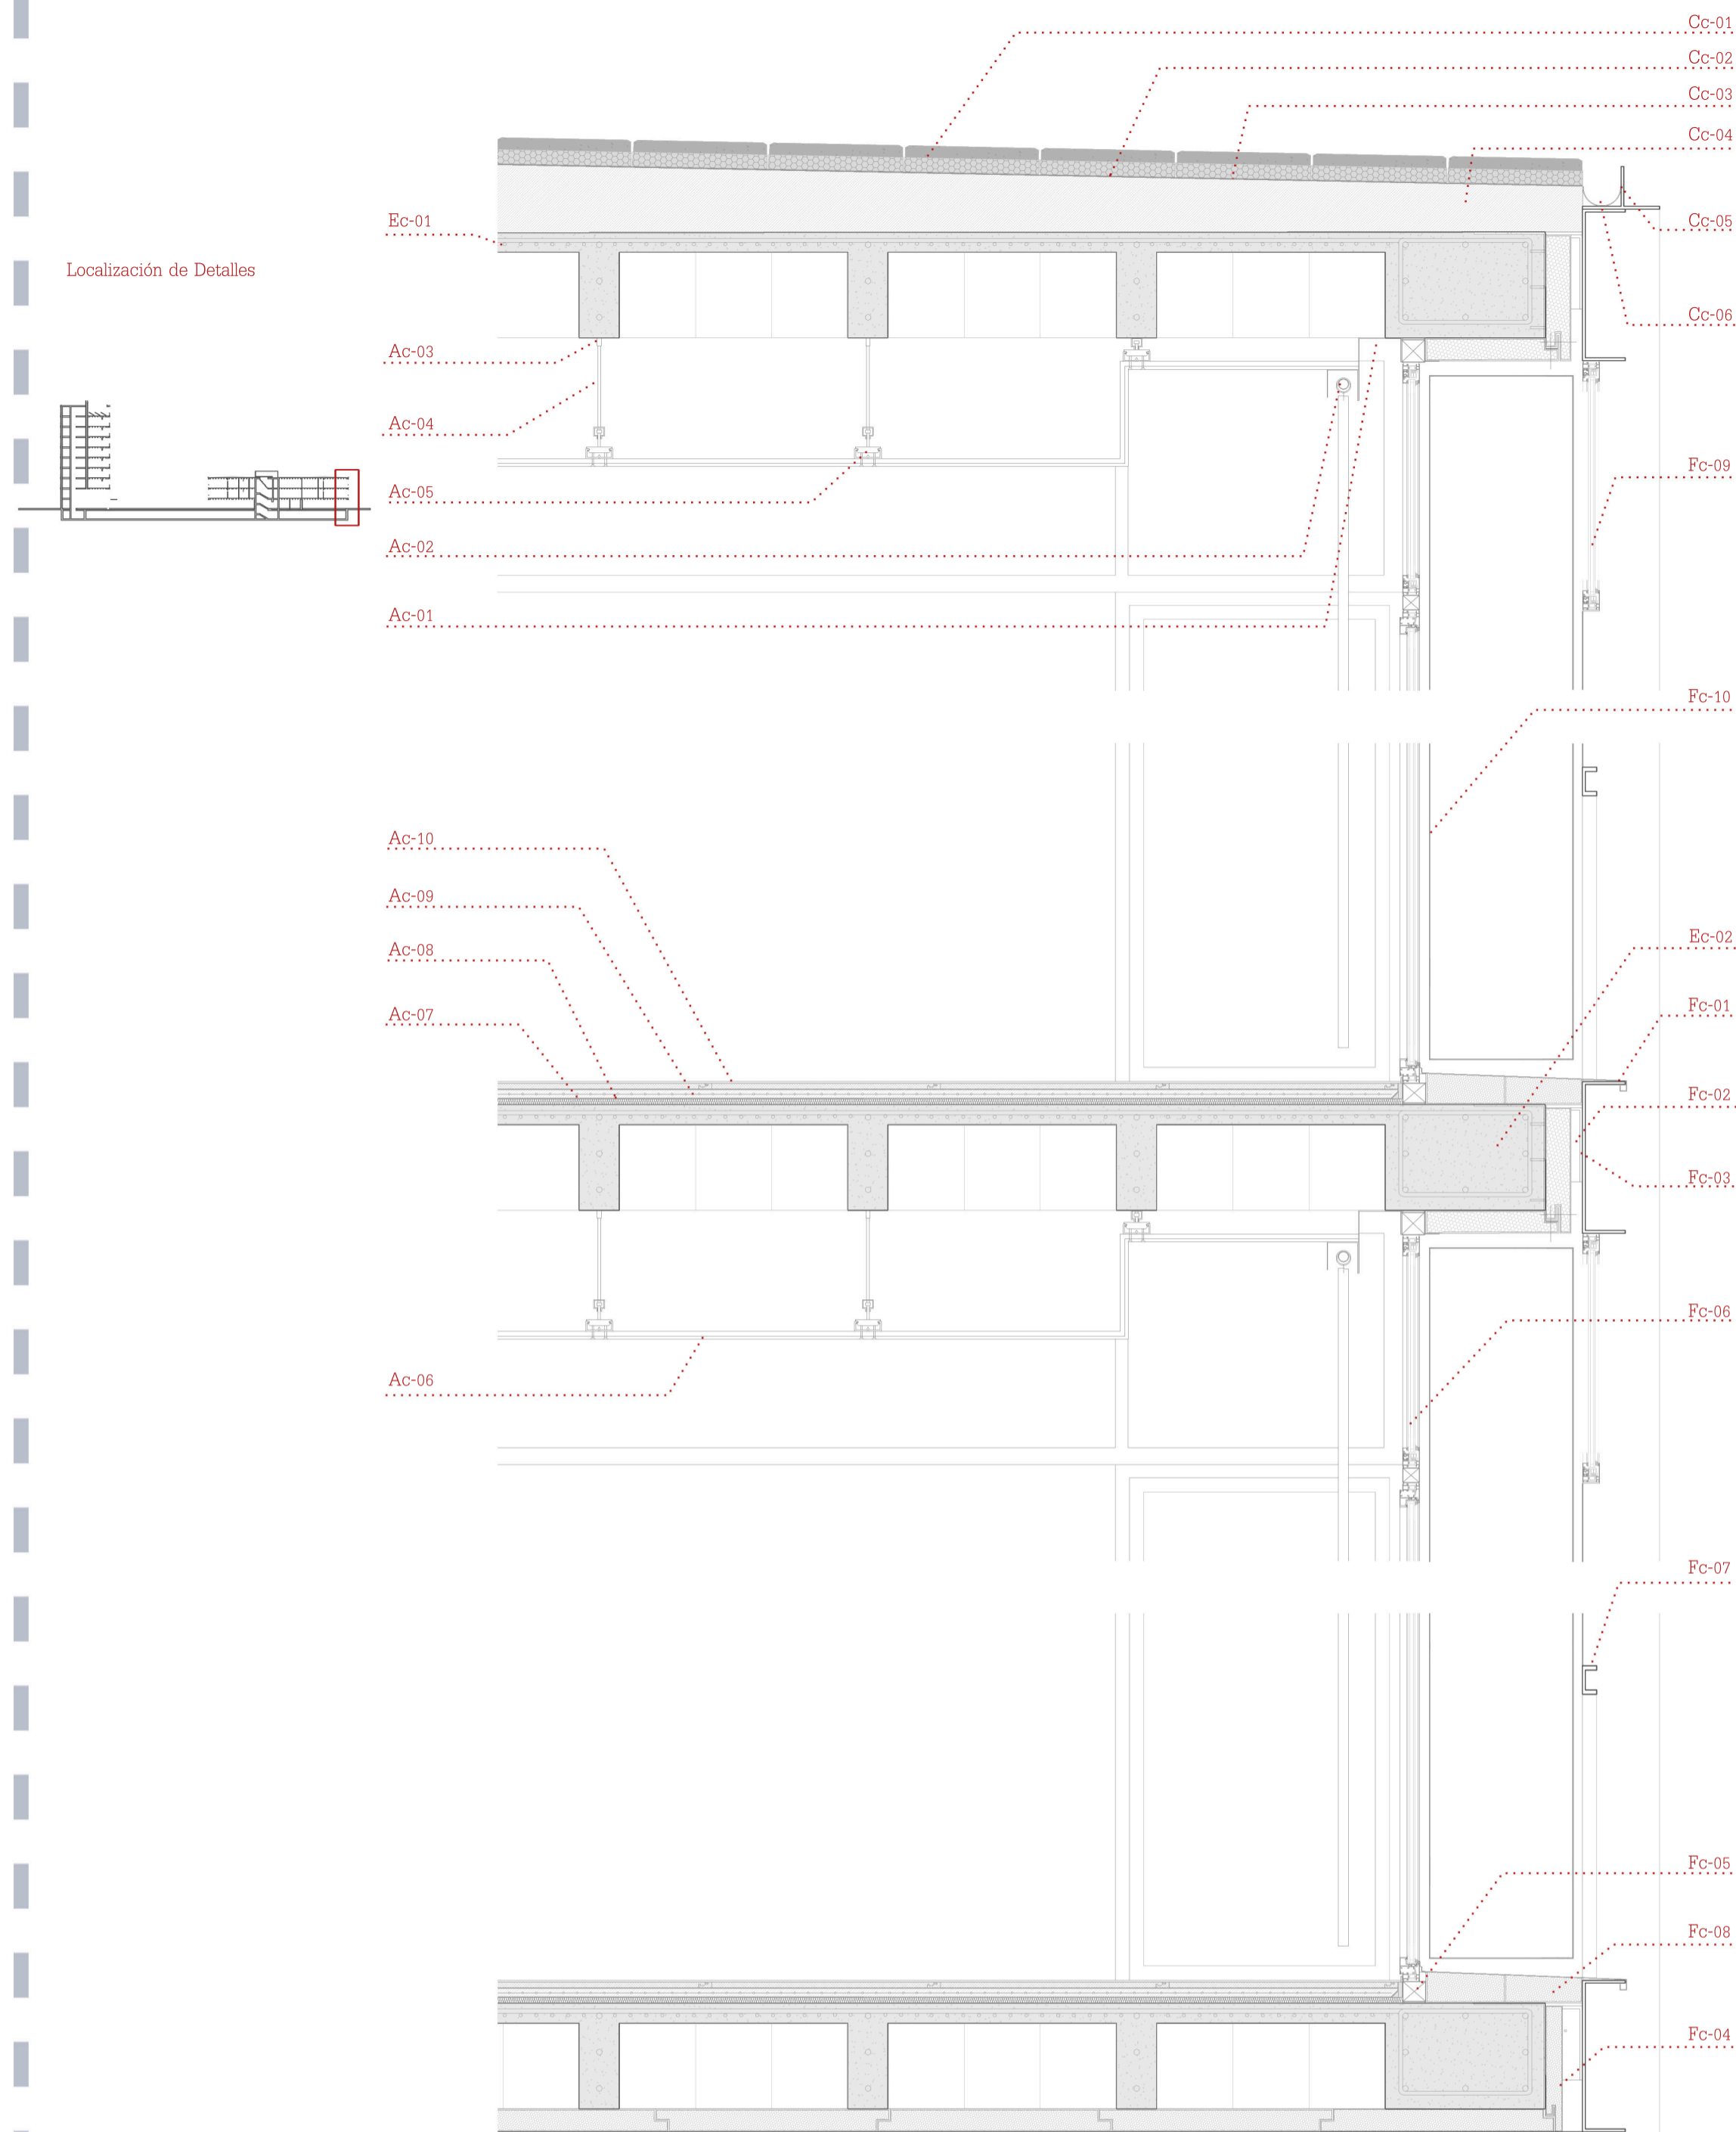 Cc-01
Cc-02
Cc-03
Cc-04
Ec-01
Cc-05
Localización de Detalles
Cc-06
Ac-03
Ac-04
Fc-09
Ac-05
Ac-02
Ac-01
Fc-10
Ac-10
Ac-09
Ec-02
Ac-08
Fc-01
Ac-07
Fc-02
Fc-03
Fc-06
Ac-06
Fc-07
Fc-05
Fc-08
Fc-04